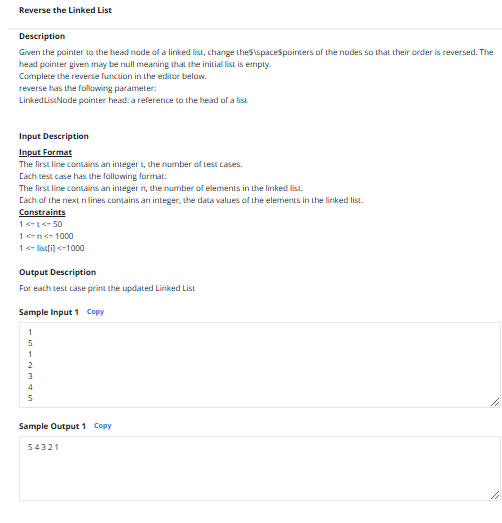 Reverse the Linked List
Description
Given the pointer to the head node of a linked list, change the$\space$pointers of the nodes so that their order is reversed. The
head pointer given may be null meaning that the initial list is empty.
Complete the reverse function in the editor below.
reverse has the following parameter:
LinkedListNode pointer head: a reference to the head of a list
Input Description
Input Format
The first line contains an integer t, the number of test cases.
Each test case has the following format:
The first line contains an integer n, the number of elements in the linked list.
Each of the next n lines contains an integer, the data values of the elements in the linked list.
Constraints
1 <= t <= 50
1 <= n <= 1000
1 <= list[i] <=1000
Output Description
For each test case print the updated Linked List
Sample Input 1 Copy
1
5
1
2
3
4
5
Sample Output 1 Copy
5 4 3 2 1